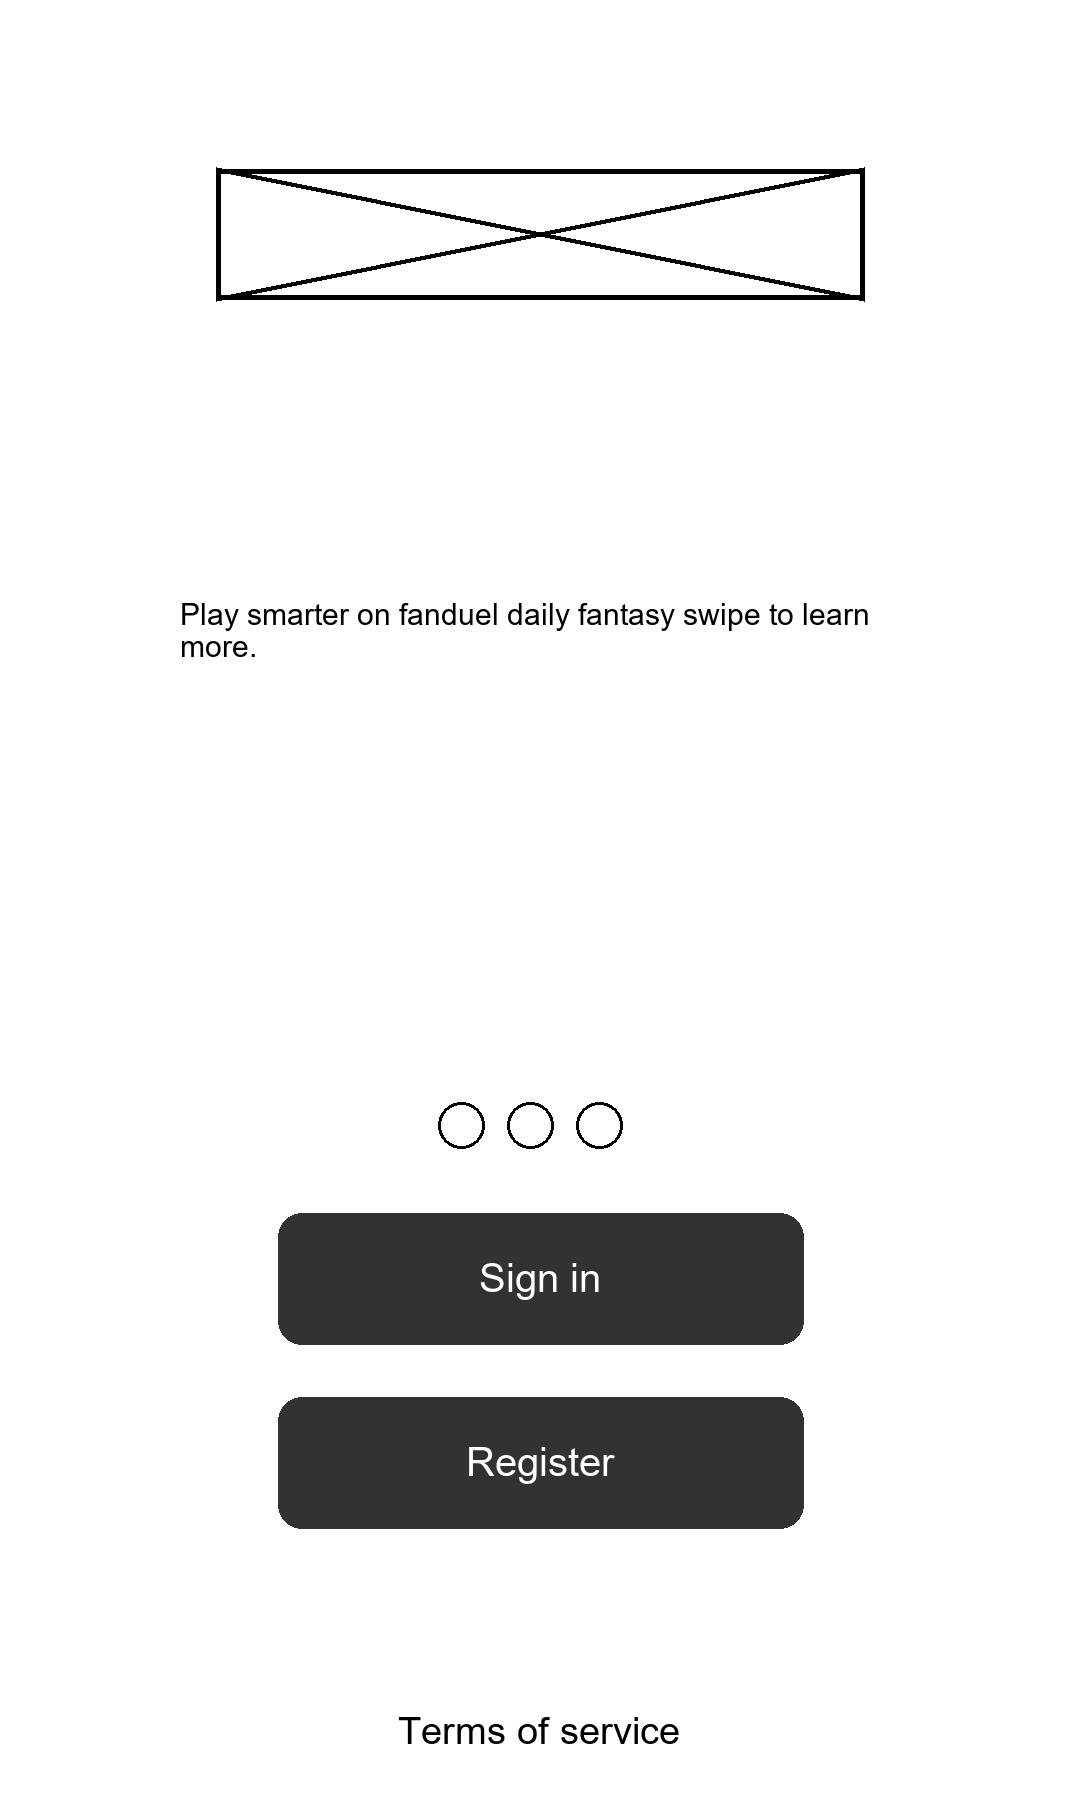 Play smarter on fanduel daily fantasy swipe to learn
more.
Sign in
Register
Terms of service